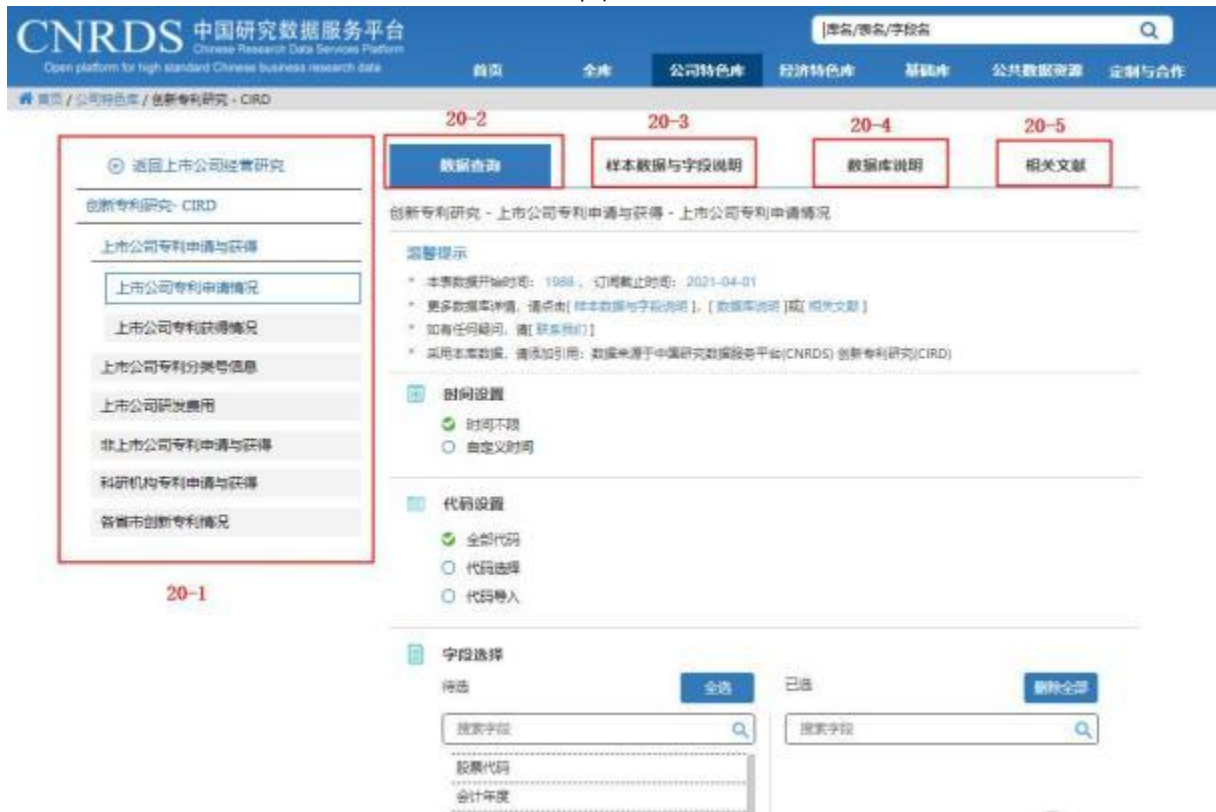 CNRDS 中国研究数据服务平台
Chinese Research Data Services Platform
Open platform for high standard Chinese business research data
库名/表名/字段名
首页 全库 公司特色库 经济特色库 基础库 公共数据资源 定制与合作
首页 / 公司特色库 / 创新专利研究 - CIRD
20-2 20-3 20-4 20-5
返回上市公司经营研究
数据查询 样本数据与字段说明 数据库说明 相关文献
创新专利研究- CIRD
创新专利研究 - 上市公司专利申请与获得 - 上市公司专利申请情况
上市公司专利申请与获得
上市公司专利申请情况
上市公司专利获得情况
上市公司专利分类号信息
上市公司研发费用
非上市公司专利申请与获得
科研机构专利申请与获得
各省市创新专利情况
20-1
温馨提示
* 本表数据开始时间: 1988 , 订阅截止时间: 2021-04-01
* 更多数据库详情, 请点击[ 样本数据与字段说明 ], [ 数据库说明 ]或[ 相关文献 ]
* 如有任何疑问, 请[ 联系我们 ]
* 采用本库数据, 请添加引用: 数据来源于中国研究数据服务平台(CNRDS) 创新专利研究(CIRD)
时间设置
时间不限
自定义时间
代码设置
全部代码
代码选择
代码导入
字段选择
待选 全选 已选 删除全部
搜索字段 搜索字段
股票代码
会计年度